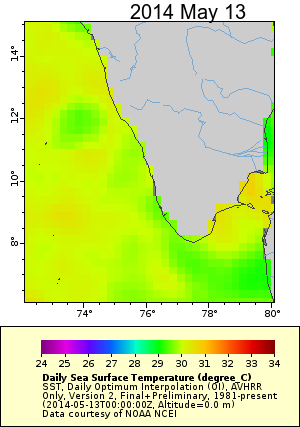 2014 May 13
14°
12°
10°
8°
74° 76° 78° 80°
24 25 26 27 28 29 30 31 32 33 34
Daily Sea Surface Temperature (degree_C)
SST, Daily Optimum Interpolation (OI), AVHRR
Only, Version 2, Final+Preliminary, 1981-present
(2014-05-13T00:00:00Z, Altitude=0.0 m)
Data courtesy of NOAA NCEI